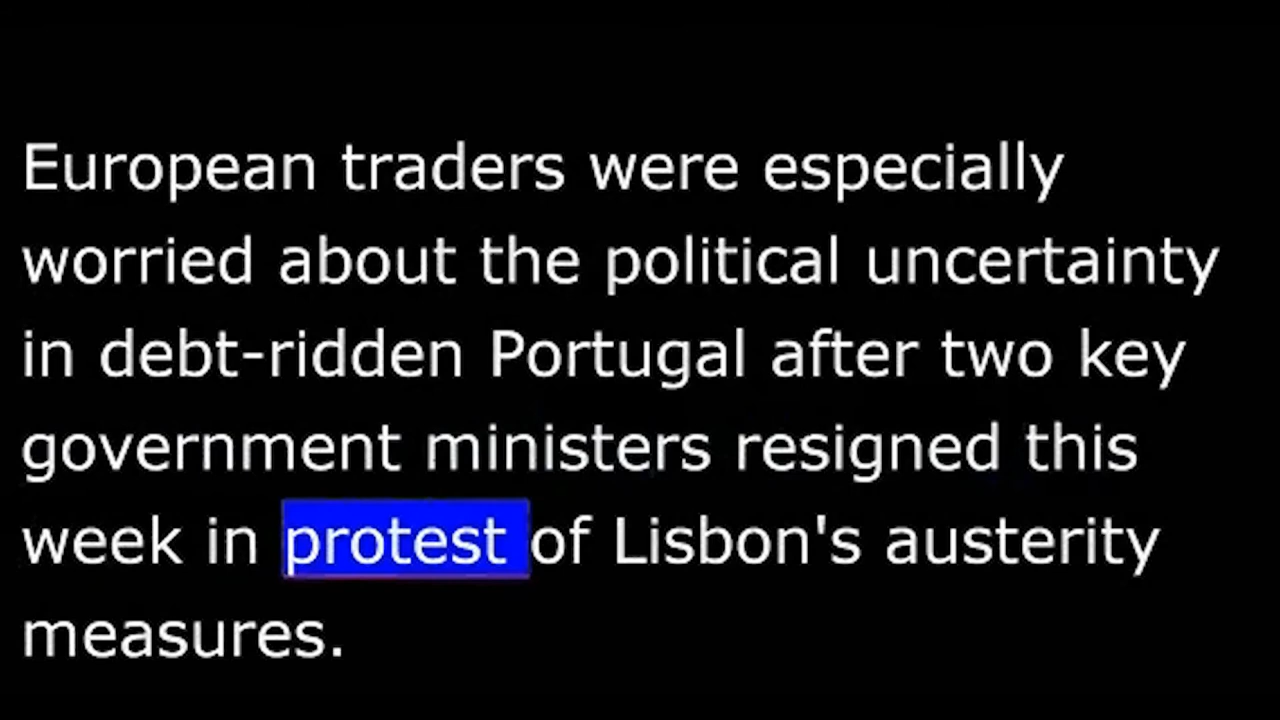 European traders were especially
worried about the political uncertainty
in debt-ridden Portugal after two key
government ministers resigned this
week in protest of Lisbon's austerity
measures.